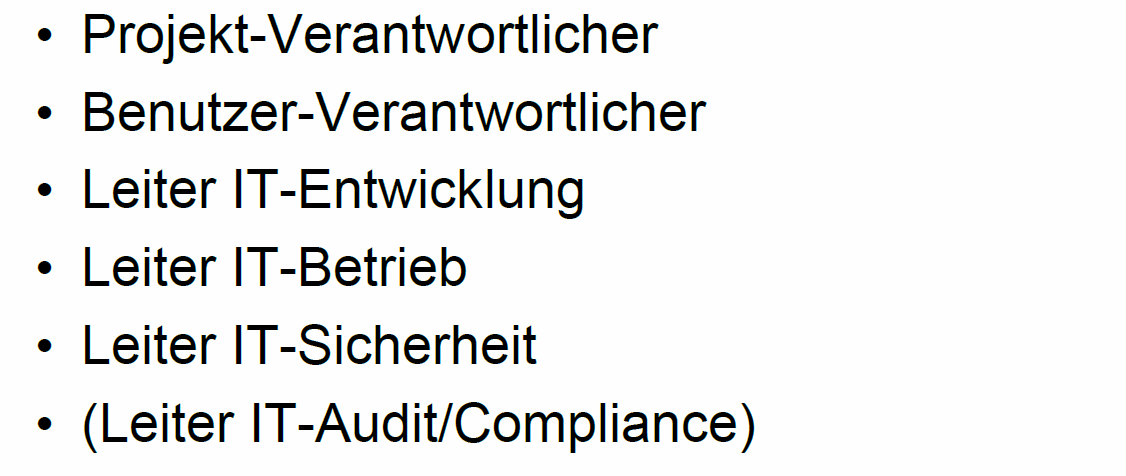 • Projekt-Verantwortlicher
• Benutzer-Verantwortlicher
• Leiter IT-Entwicklung
• Leiter IT-Betrieb
• Leiter IT-Sicherheit
• (Leiter IT-Audit/Compliance)